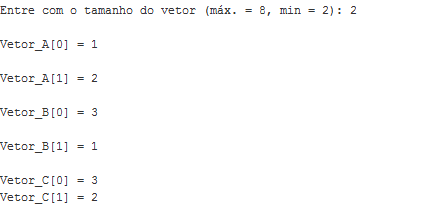 Entre com o tamanho do vetor (máx. = 8, min = 2): 2
Vetor_A[0] = 1
Vetor_A[1] = 2
Vetor_B[0] = 3
Vetor_B[1] = 1
Vetor_C[0] = 3
Vetor_C[1] = 2